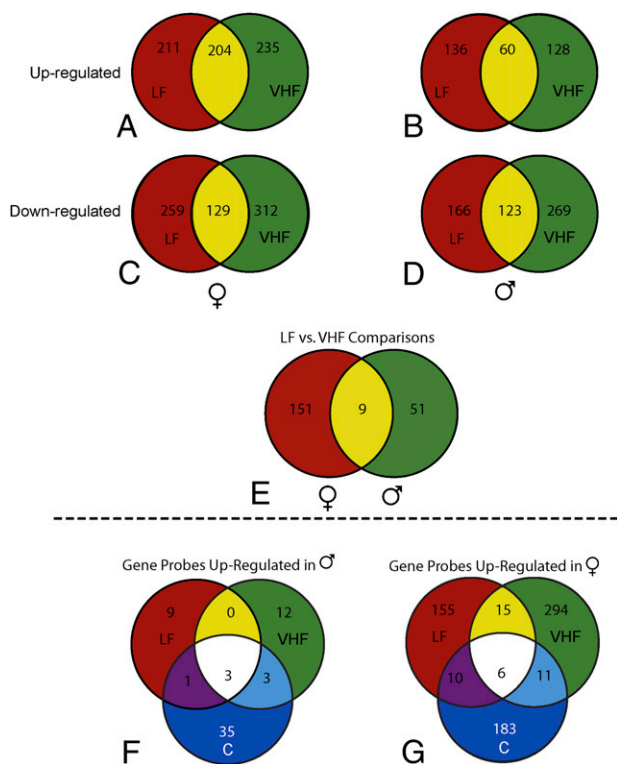 211 204 235 136 60 128
Up-regulated
LF VHF LF VHF
A B
259 129 312 166 123 269
Down-regulated
LF VHF LF VHF
C D
♀ ♂
LF vs. VHF Comparisons
151 9 51
E ♀ ♂
Gene Probes Up-Regulated in ♂ Gene Probes Up-Regulated in ♀
9 0 12 155 15 294
LF VHF LF VHF
1 3 3 10 6 11
35 183
F C G C